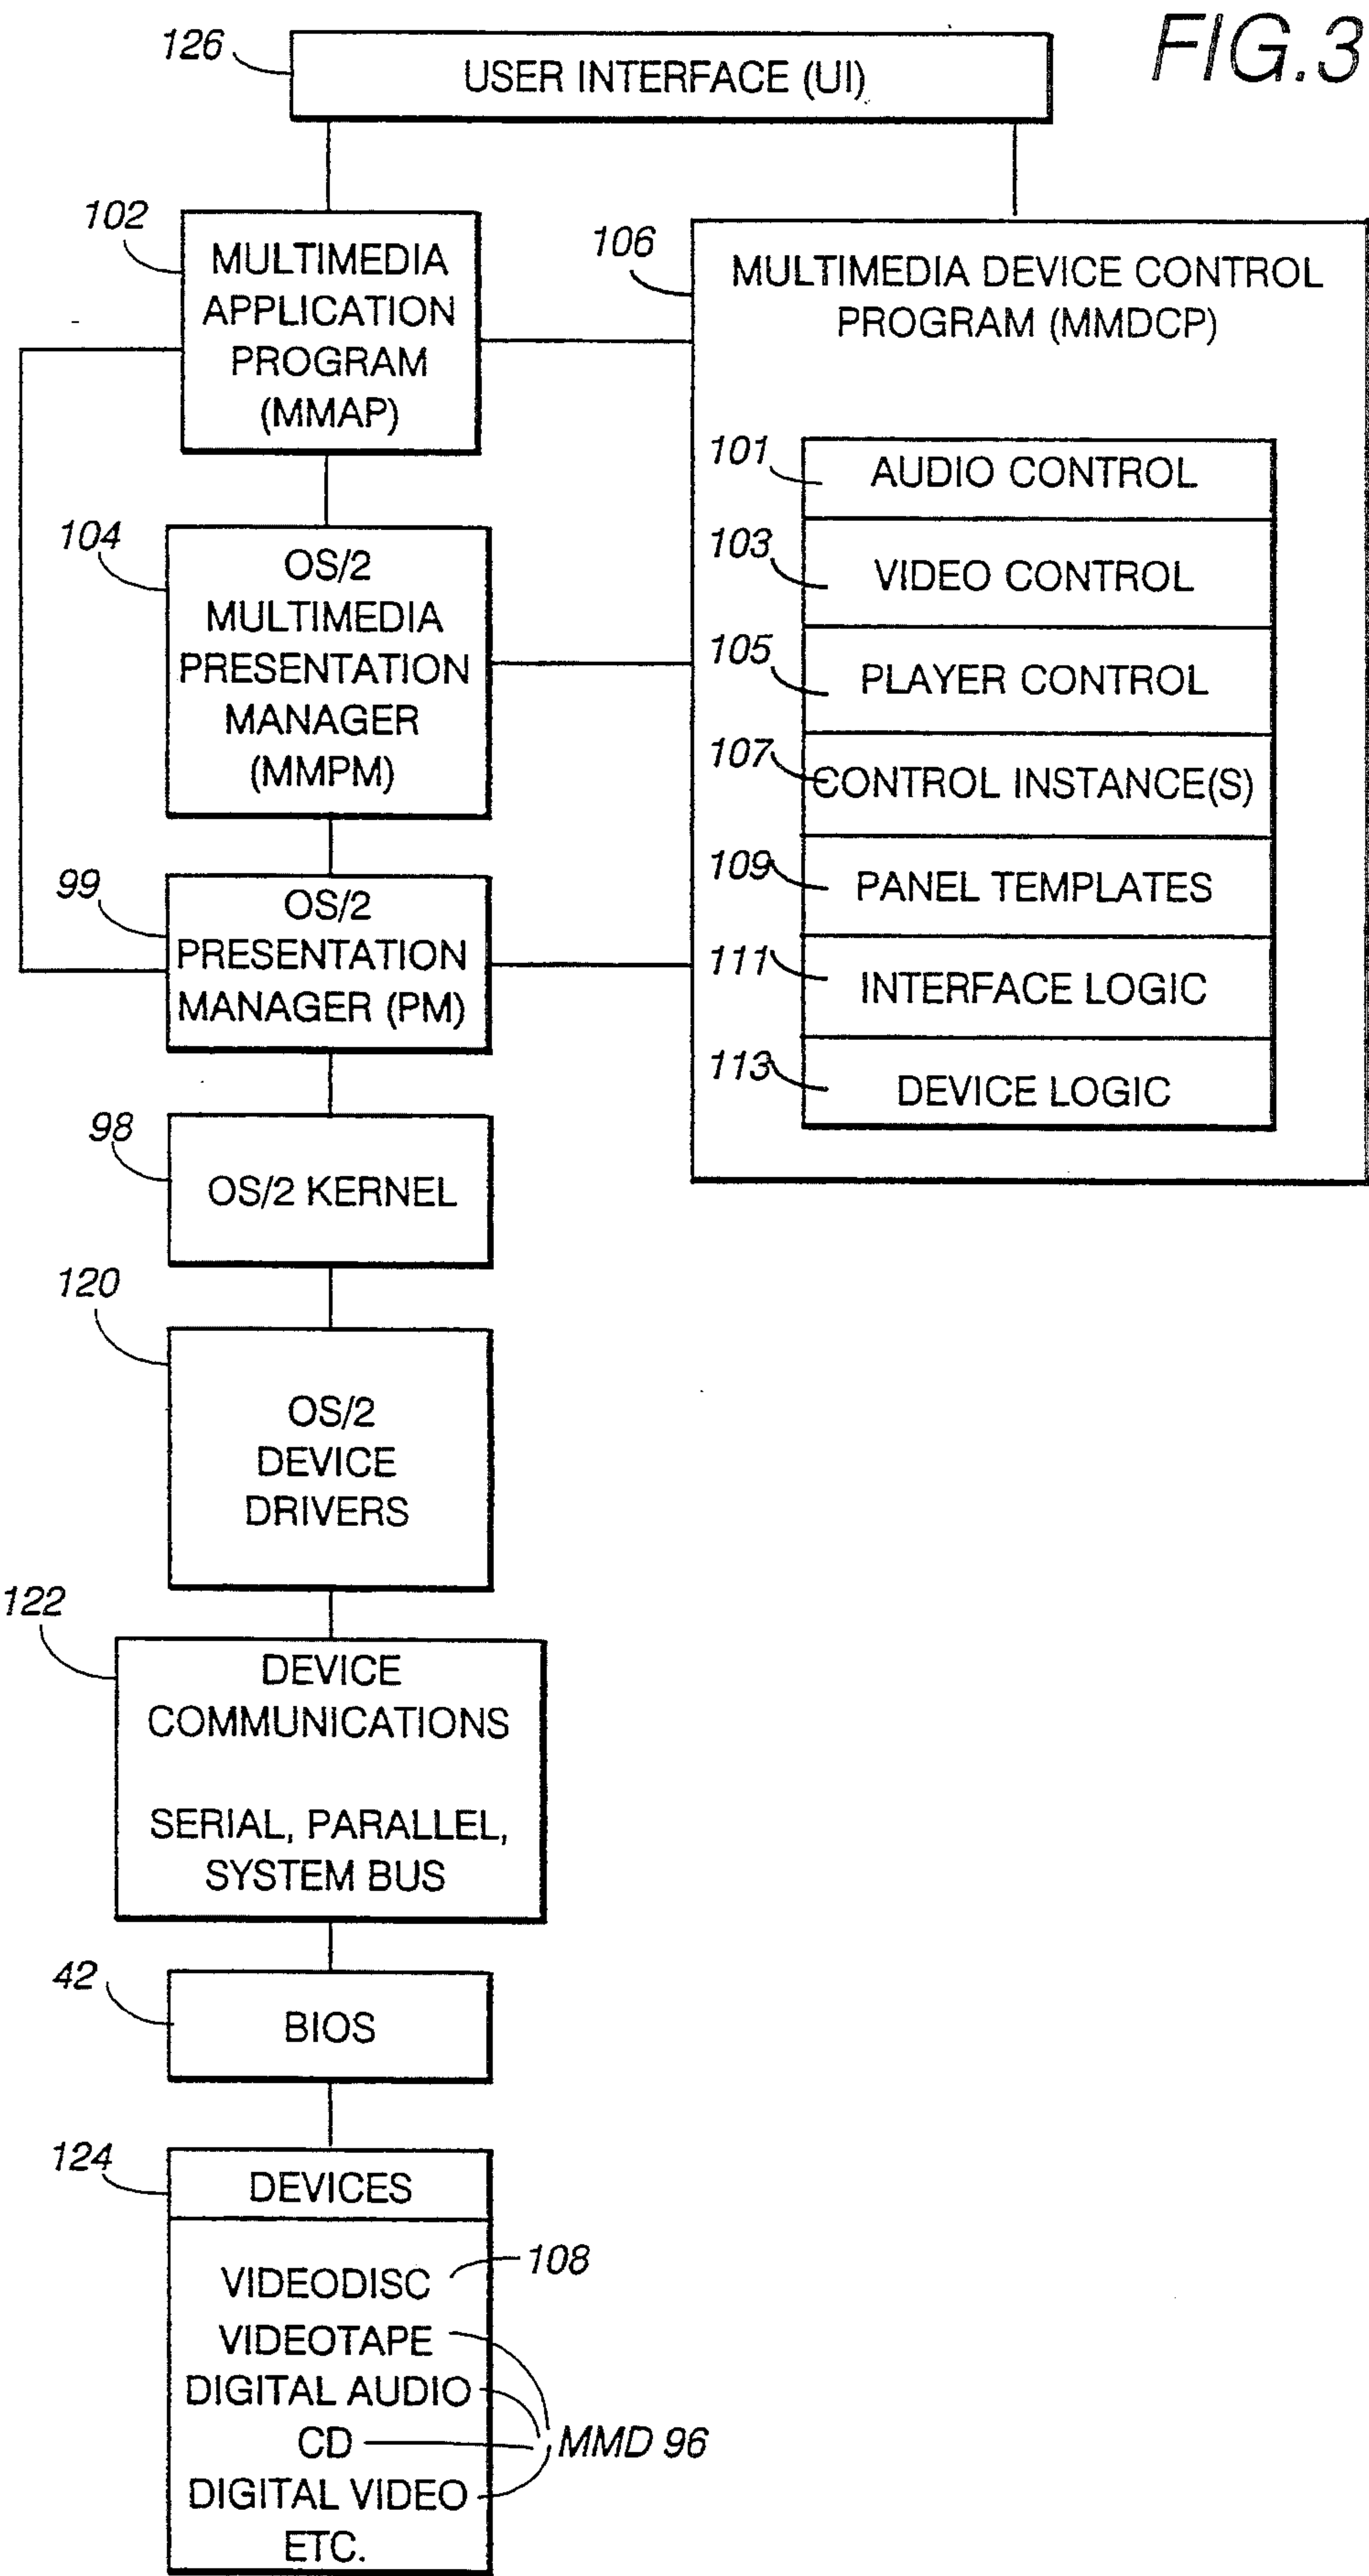 FIG.3
126
USER INTERFACE (UI)
102
MULTIMEDIA
APPLICATION
PROGRAM
(MMAP)
106
MULTIMEDIA DEVICE CONTROL
PROGRAM (MMDCP)
101
AUDIO CONTROL
103
VIDEO CONTROL
105
PLAYER CONTROL
107
CONTROL INSTANCE(S)
109
PANEL TEMPLATES
111
INTERFACE LOGIC
113
DEVICE LOGIC
104
OS/2
MULTIMEDIA
PRESENTATION
MANAGER
(MMPM)
99
OS/2
PRESENTATION
MANAGER (PM)
98
OS/2 KERNEL
120
OS/2
DEVICE
DRIVERS
122
DEVICE
COMMUNICATIONS
SERIAL, PARALLEL,
SYSTEM BUS
42
BIOS
124
DEVICES
VIDEODISC
108
VIDEOTAPE
DIGITAL AUDIO
CD
MMD 96
DIGITAL VIDEO
ETC.